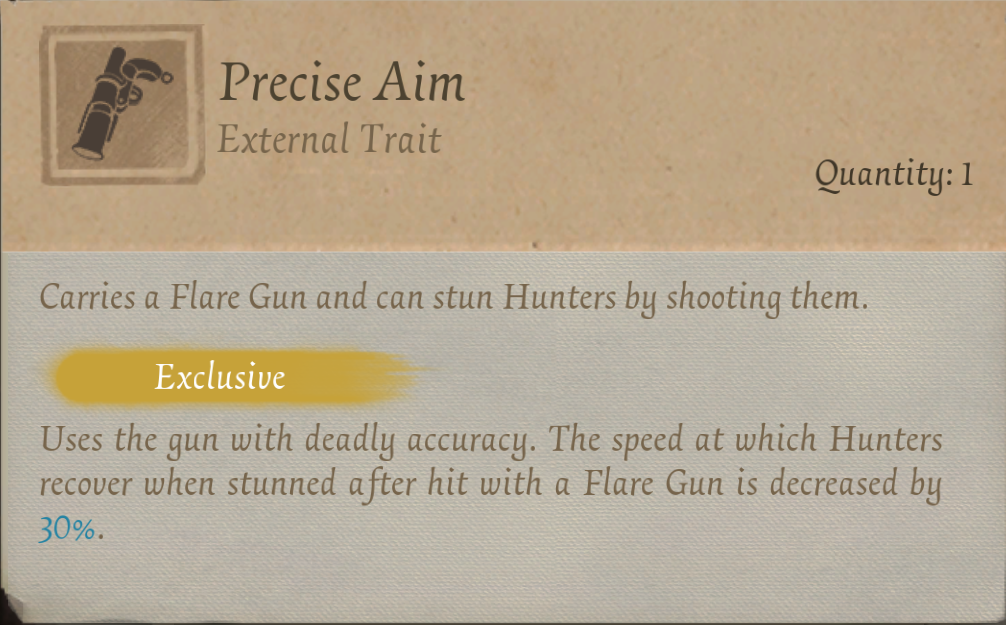 Precise Aim
External Trait
Quantity: 1
Carries a Flare Gun and can stun Hunters by shooting them.
Exclusive
Uses the gun with deadly accuracy. The speed at which Hunters
recover when stunned after hit with a Flare Gun is decreased by
30%.